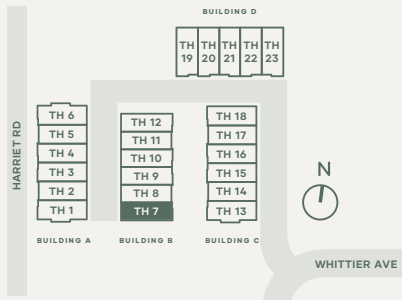 BUILDING D
TH 19
TH 20
TH 21
TH 22
TH 23
HARRIET RD
TH 6
TH 5
TH 4
TH 3
TH 2
TH 1
BUILDING A
TH 12
TH 11
TH 10
TH 9
TH 8
TH 7
BUILDING B
TH 18
TH 17
TH 16
TH 15
TH 14
TH 13
BUILDING C
N
WHITTIER AVE